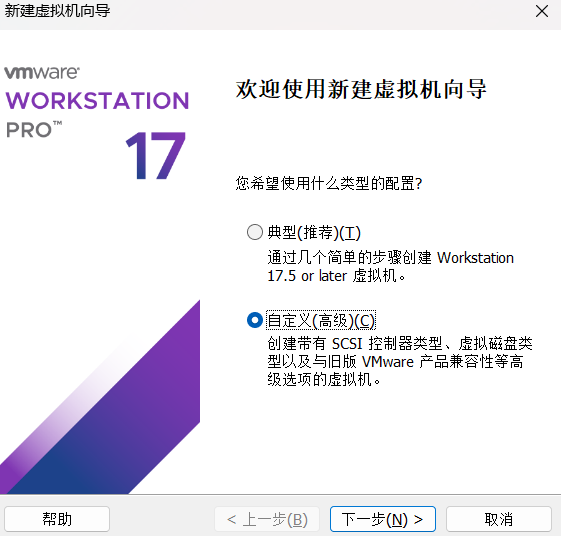 新建虚拟机向导
vmware
WORKSTATION
PRO™
17
欢迎使用新建虚拟机向导
您希望使用什么类型的配置?
典型(推荐)(T)
通过几个简单的步骤创建 Workstation
17.5 or later 虚拟机。
自定义(高级)(C)
创建带有 SCSI 控制器类型、虚拟磁盘类
型以及与旧版 VMware 产品兼容性等高
级选项的虚拟机。
帮助
< 上一步(B)
下一步(N) >
取消